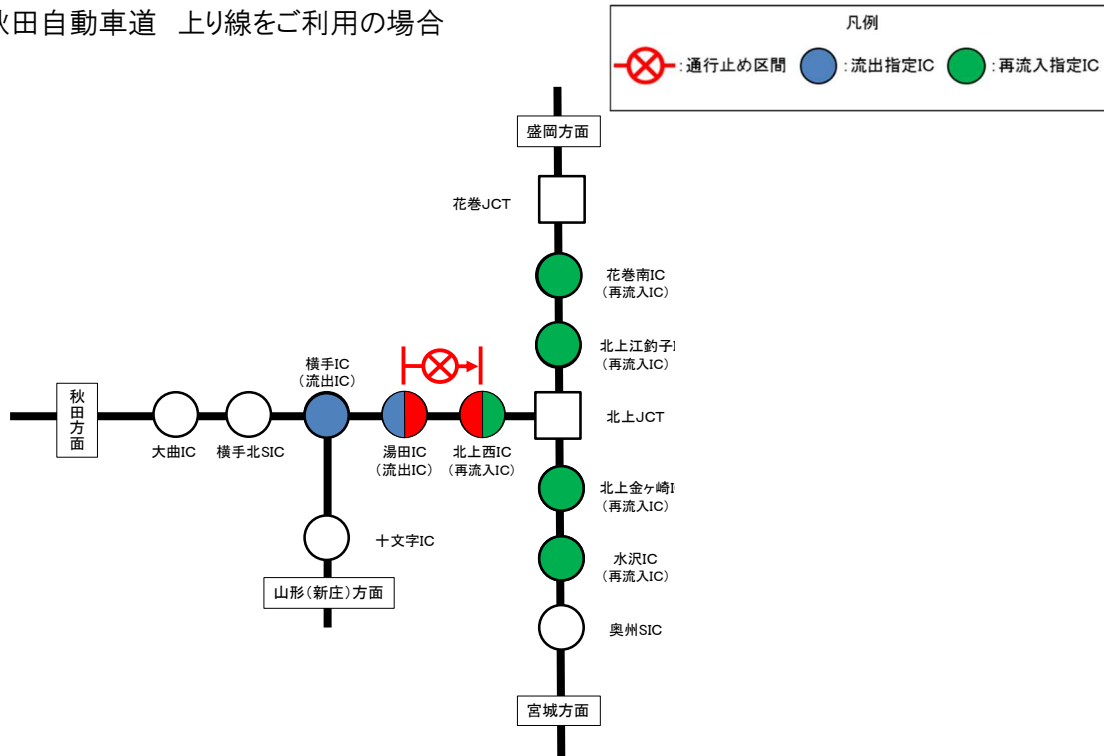 秋田自動車道 上り線をご利用の場合
凡例
:通行止め区間
:流出指定IC
:再流入指定IC
盛岡方面
花巻JCT
花巻南IC
(再流入IC)
北上江釣子I
(再流入IC)
横手IC
(流出IC)
秋田方面
大曲IC
横手北SIC
湯田IC
(流出IC)
北上西IC
(再流入IC)
北上JCT
北上金ヶ崎I
(再流入IC)
十文字IC
水沢IC
(再流入IC)
山形(新庄)方面
奥州SIC
宮城方面